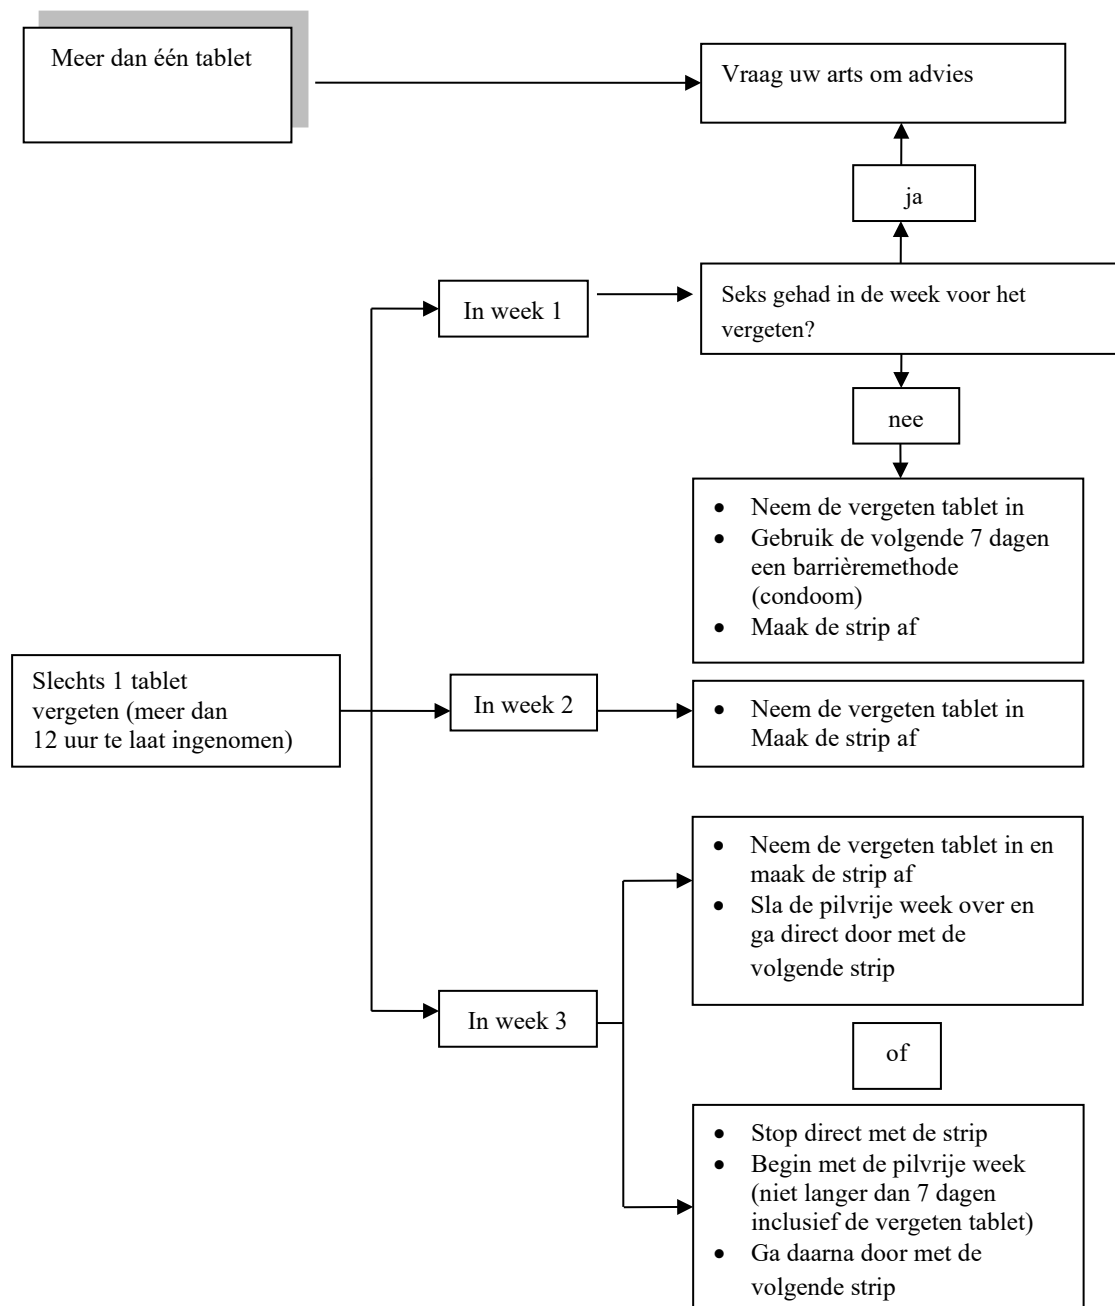 Meer dan één tablet
Vraag uw arts om advies
ja
In week 1
Seks gehad in de week voor het
vergeten?
nee
• Neem de vergeten tablet in
• Gebruik de volgende 7 dagen
een barrièremethode
(condoom)
• Maak de strip af
Slechts 1 tablet
vergeten (meer dan
12 uur te laat ingenomen)
In week 2
• Neem de vergeten tablet in
Maak de strip af
• Neem de vergeten tablet in en
maak de strip af
• Sla de pilvrije week over en
ga direct door met de
volgende strip
In week 3
of
• Stop direct met de strip
• Begin met de pilvrije week
(niet langer dan 7 dagen
inclusief de vergeten tablet)
• Ga daarna door met de
volgende strip